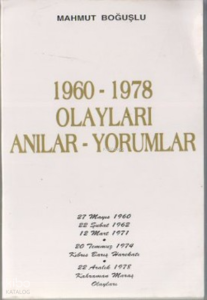 MAHMUT BOĞUŞLU
1960 - 1978
OLAYLARI
ANILAR - YORUMLAR
27 Mayıs 1960
22 Şubat 1962
12 Mart 1971
•
20 Temmuz 1974
Kıbrıs Barış Harekatı
•
22 Aralık 1978
Kahraman Maraş
Olayları